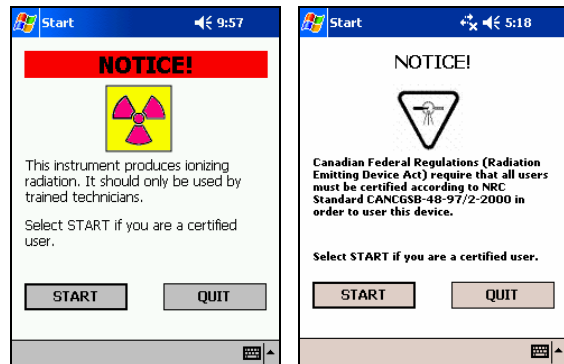 Start 9:57
NOTICE!
This instrument produces ionizing
radiation. It should only be used by
trained technicians.
Select START if you are a certified
user.
START QUIT
Start 5:18
NOTICE!
Canadian Federal Regulations (Radiation
Emitting Device Act) require that all users
must be certified according to NRC
Standard CANCGSB-48-97/2-2000 in
order to user this device.
Select START if you are a certified user.
START QUIT